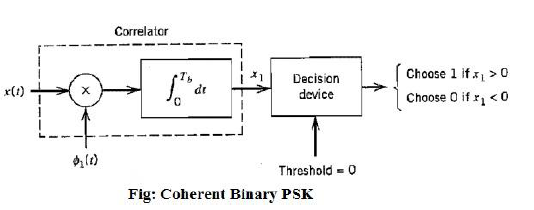 Correlator
x(t)
X
∫₀^{T_b} dt
x₁
Decision
device
Choose 1 if x₁ > 0
Choose 0 if x₁ < 0
ϕ₁(t)
Threshold = 0
Fig: Coherent Binary PSK